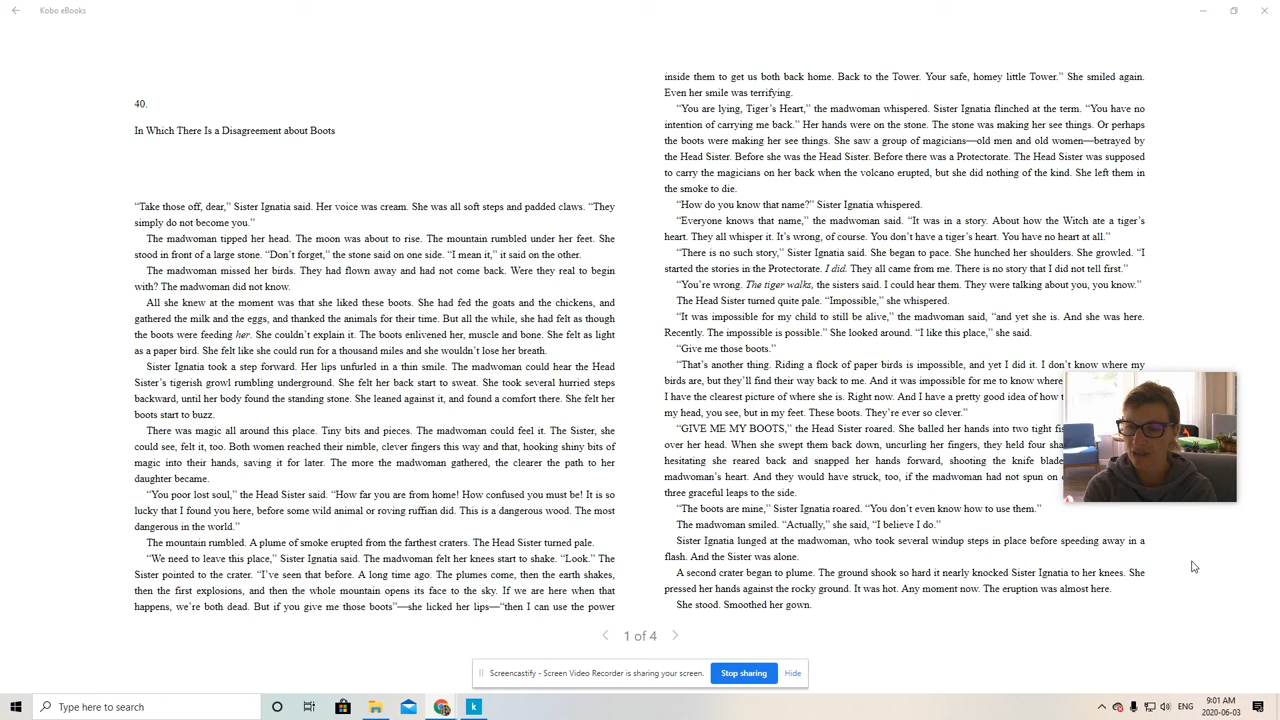 Kobo eBooks
40.
In Which There Is a Disagreement about Boots
“Take those off, dear,” Sister Ignatia said. Her voice was cream. She was all soft steps and padded claws. “They
simply do not become you.”
The madwoman tipped her head. The moon was about to rise. The mountain rumbled under her feet. She
stood in front of a large stone. “Don’t forget,” the stone said on one side. “I mean it,” it said on the other.
The madwoman missed her birds. They had flown away and had not come back. Were they real to begin
with? The madwoman did not know.
All she knew at the moment was that she liked these boots. She had fed the goats and the chickens, and
gathered the milk and the eggs, and thanked the animals for their time. But all the while, she had felt as though
the boots were feeding her. She couldn’t explain it. The boots enlivened her, muscle and bone. She felt as light
as a paper bird. She felt like she could run for a thousand miles and she wouldn’t lose her breath.
Sister Ignatia took a step forward. Her lips unfurled in a thin smile. The madwoman could hear the Head
Sister’s tigerish growl rumbling underground. She felt her back start to sweat. She took several hurried steps
backward, until her body found the standing stone. She leaned against it, and found a comfort there. She felt her
boots start to buzz.
There was magic all around this place. Tiny bits and pieces. The madwoman could feel it. The Sister, she
could see, felt it, too. Both women reached their nimble, clever fingers this way and that, hooking shiny bits of
magic into their hands, saving it for later. The more the madwoman gathered, the clearer the path to her
daughter became.
“You poor lost soul,” the Head Sister said. “How far you are from home! How confused you must be! It is so
lucky that I found you here, before some wild animal or roving ruffian did. This is a dangerous wood. The most
dangerous in the world.”
The mountain rumbled. A plume of smoke erupted from the farthest craters. The Head Sister turned pale.
“We need to leave this place,” Sister Ignatia said. The madwoman felt her knees start to shake. “Look.” The
Sister pointed to the crater. “I’ve seen that before. A long time ago. The plumes come, then the earth shakes,
then the first explosions, and then the whole mountain opens its face to the sky. If we are here when that
happens, we’re both dead. But if you give me those boots”—she licked her lips—“then I can use the power
inside them to get us both back home. Back to the Tower. Your safe, homey little Tower.” She smiled again.
Even her smile was terrifying.
“You are lying, Tiger’s Heart,” the madwoman whispered. Sister Ignatia flinched at the term. “You have no
intention of carrying me back.” Her hands were on the stone. The stone was making her see things. Or perhaps
the boots were making her see things. She saw a group of magicians—old men and old women—betrayed by
the Head Sister. Before she was the Head Sister. Before there was a Protectorate. The Head Sister was supposed
to carry the magicians on her back when the volcano erupted, but she did nothing of the kind. She left them in
the smoke to die.
“How do you know that name?” Sister Ignatia whispered.
“Everyone knows that name,” the madwoman said. “It was in a story. About how the Witch ate a tiger’s
heart. They all whisper it. It’s wrong, of course. You don’t have a tiger’s heart. You have no heart at all.”
“There is no such story,” Sister Ignatia said. She began to pace. She hunched her shoulders. She growled. “I
started the stories in the Protectorate. I did. They all came from me. There is no story that I did not tell first.”
“You’re wrong. The tiger walks, the sisters said. I could hear them. They were talking about you, you know.”
The Head Sister turned quite pale. “Impossible,” she whispered.
“It was impossible for my child to still be alive,” the madwoman said, “and yet she is. And she was here.
Recently. The impossible is possible.” She looked around. “I like this place,” she said.
“Give me those boots.”
“That’s another thing. Riding a flock of paper birds is impossible, and yet I did it. I don’t know where my
birds are, but they’ll find their way back to me. And it was impossible for me to know where
I have the clearest picture of where she is. Right now. And I have a pretty good idea of how
my head, you see, but in my feet. These boots. They’re ever so clever.”
“GIVE ME MY BOOTS,” the Head Sister roared. She balled her hands into two tight
over her head. When she swept them back down, uncurling her fingers, they held four
hesitating she reared back and snapped her hands forward, shooting the knife
madwoman’s heart. And they would have struck, too, if the madwoman had not spun on
three graceful leaps to the side.
“The boots are mine,” Sister Ignatia roared. “You don’t even know how to use them.”
The madwoman smiled. “Actually,” she said, “I believe I do.”
Sister Ignatia lunged at the madwoman, who took several windup steps in place before speeding away in a
flash. And the Sister was alone.
A second crater began to plume. The ground shook so hard it nearly knocked Sister Ignatia to her knees. She
pressed her hands against the rocky ground. It was hot. Any moment now. The eruption was almost here.
She stood. Smoothed her gown.
1 of 4
Screencastify - Screen Video Recorder is sharing your screen.
Stop sharing
Hide
Type here to search
ENG
9:01 AM
2020-06-03